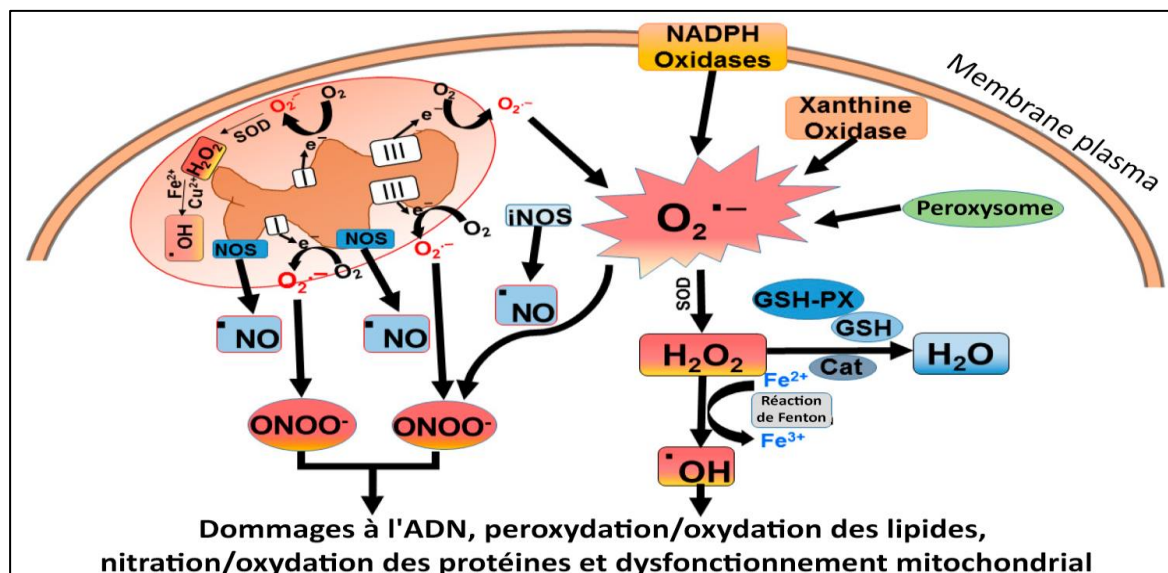 NADPH
Oxidases
Membrane plasma
Xanthine
Oxidase
Peroxysome
O₂·−
O₂·−
O₂
O₂
O₂·−
SOD
H₂O₂
Fe²⁺
Cu²⁺
·OH
e⁻
e⁻
I
III
I
III
e⁻
e⁻
NOS
NOS
O₂·−
O₂
O₂·−
O₂
iNOS
·NO
·NO
·NO
SOD
GSH-PX
GSH
Cat
H₂O₂
H₂O
Fe²⁺
Réaction
de Fenton
Fe³⁺
·OH
ONOO⁻
ONOO⁻
Dommages à l'ADN, peroxydation/oxydation des lipides,
nitration/oxydation des protéines et dysfonctionnement mitochondrial